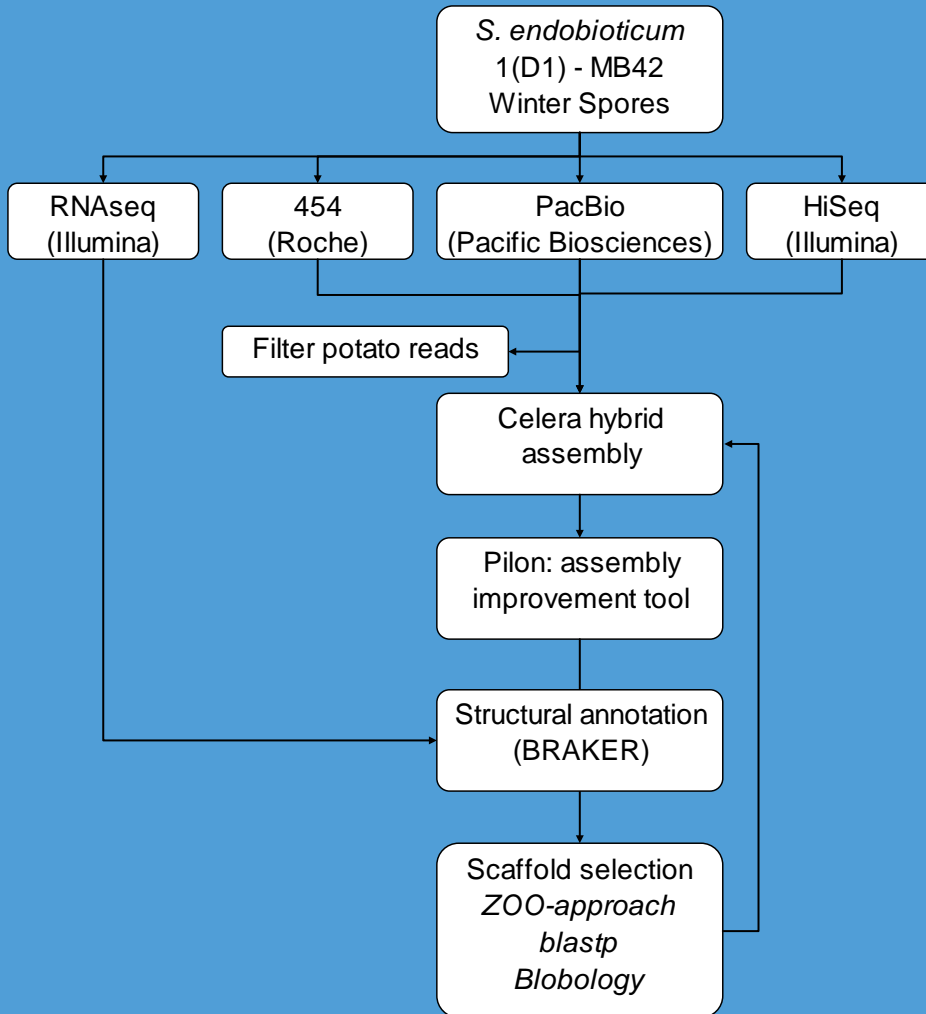 S. endobioticum
1(D1) - MB42
Winter Spores
RNAseq
(Illumina)
454
(Roche)
PacBio
(Pacific Biosciences)
HiSeq
(Illumina)
Filter potato reads
Celera hybrid
assembly
Pilon: assembly
improvement tool
Structural annotation
(BRAKER)
Scaffold selection
ZOO-approach
blastp
Blobology